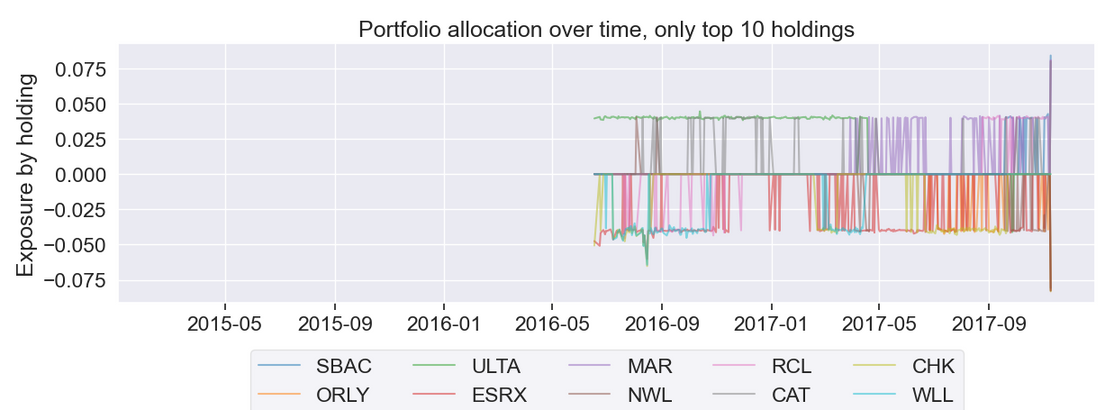 Portfolio allocation over time, only top 10 holdings
Exposure by holding
0.075
0.050
0.025
0.000
−0.025
−0.050
−0.075
2015-05 2015-09 2016-01 2016-05 2016-09 2017-01 2017-05 2017-09
SBAC ULTA MAR RCL CHK
ORLY ESRX NWL CAT WLL